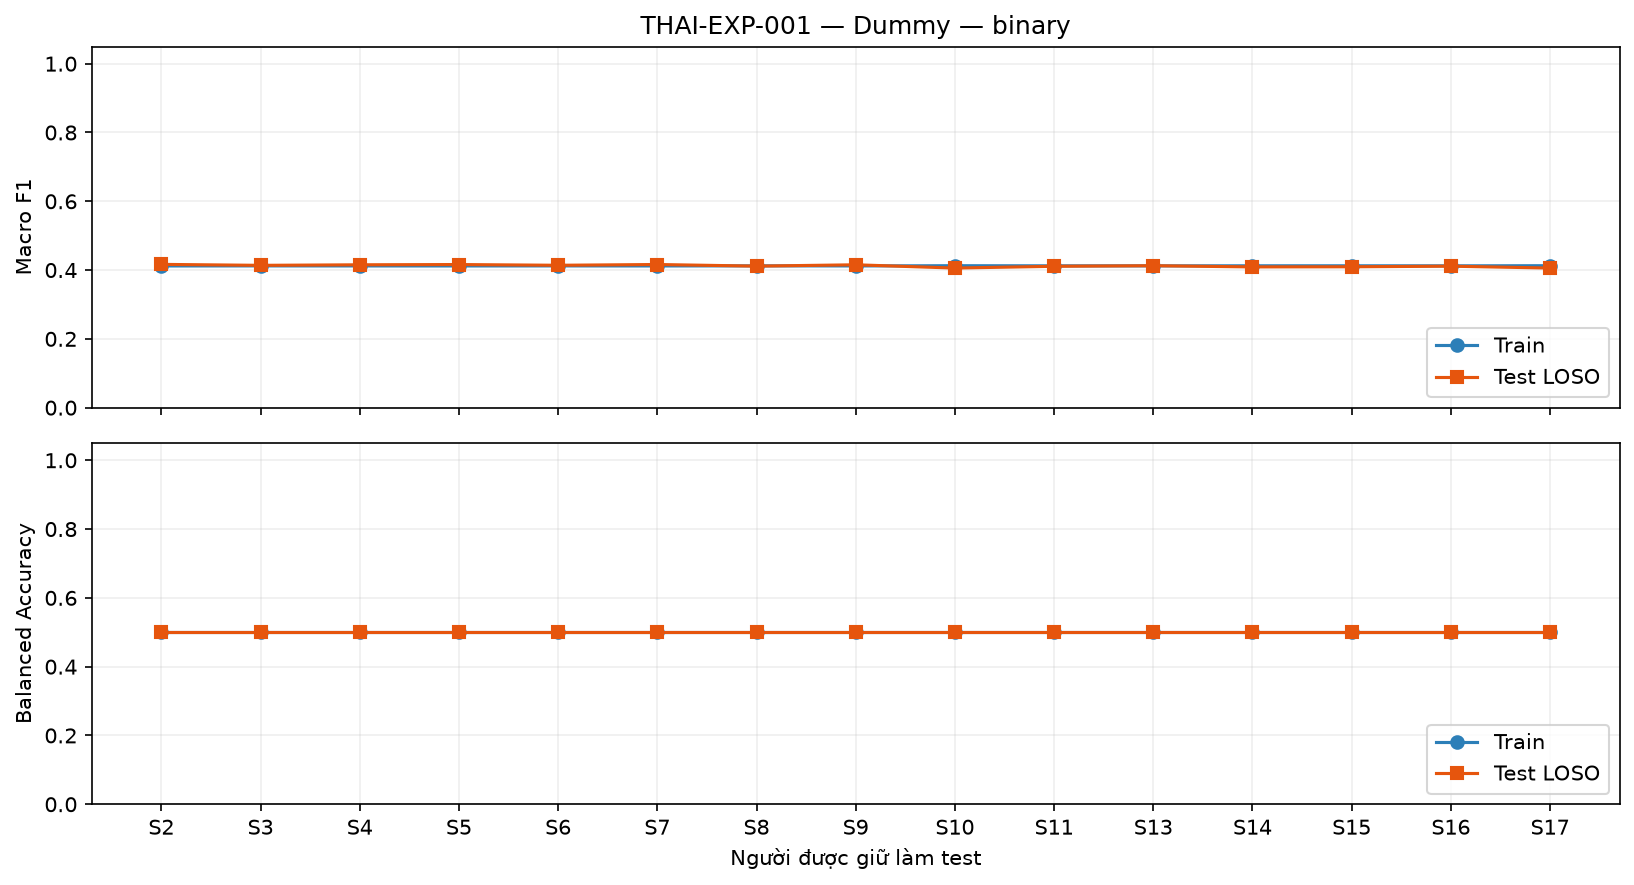 THAI-EXP-001 — Dummy — binary
Macro F1
1.0
0.8
0.6
0.4
0.2
0.0
Train
Test LOSO
Balanced Accuracy
1.0
0.8
0.6
0.4
0.2
0.0
Train
Test LOSO
S2 S3 S4 S5 S6 S7 S8 S9 S10 S11 S13 S14 S15 S16 S17
Người được giữ làm test